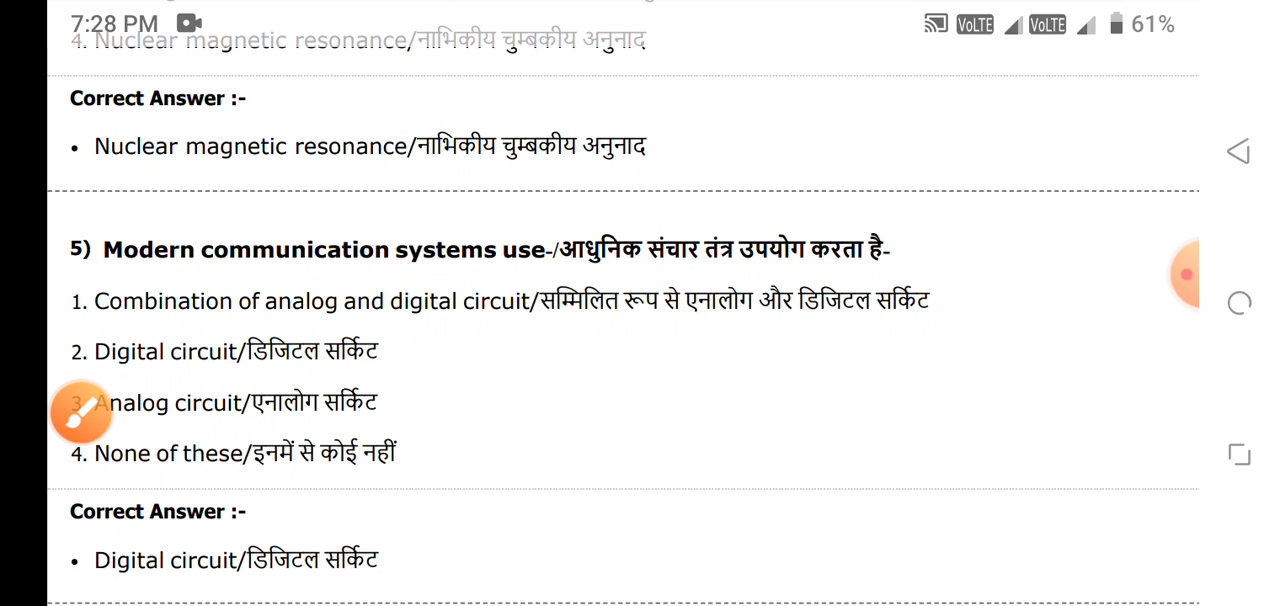 7:28 PM VoLTE VoLTE 61%
4. Nuclear magnetic resonance/नाभिकीय चुम्बकीय अनुनाद
Correct Answer :-
• Nuclear magnetic resonance/नाभिकीय चुम्बकीय अनुनाद
5) Modern communication systems use-/आधुनिक संचार तंत्र उपयोग करता है-
1. Combination of analog and digital circuit/सम्मिलित रूप से एनालोग और डिजिटल सर्किट
2. Digital circuit/डिजिटल सर्किट
3. Analog circuit/एनालोग सर्किट
4. None of these/इनमें से कोई नहीं
Correct Answer :-
• Digital circuit/डिजिटल सर्किट